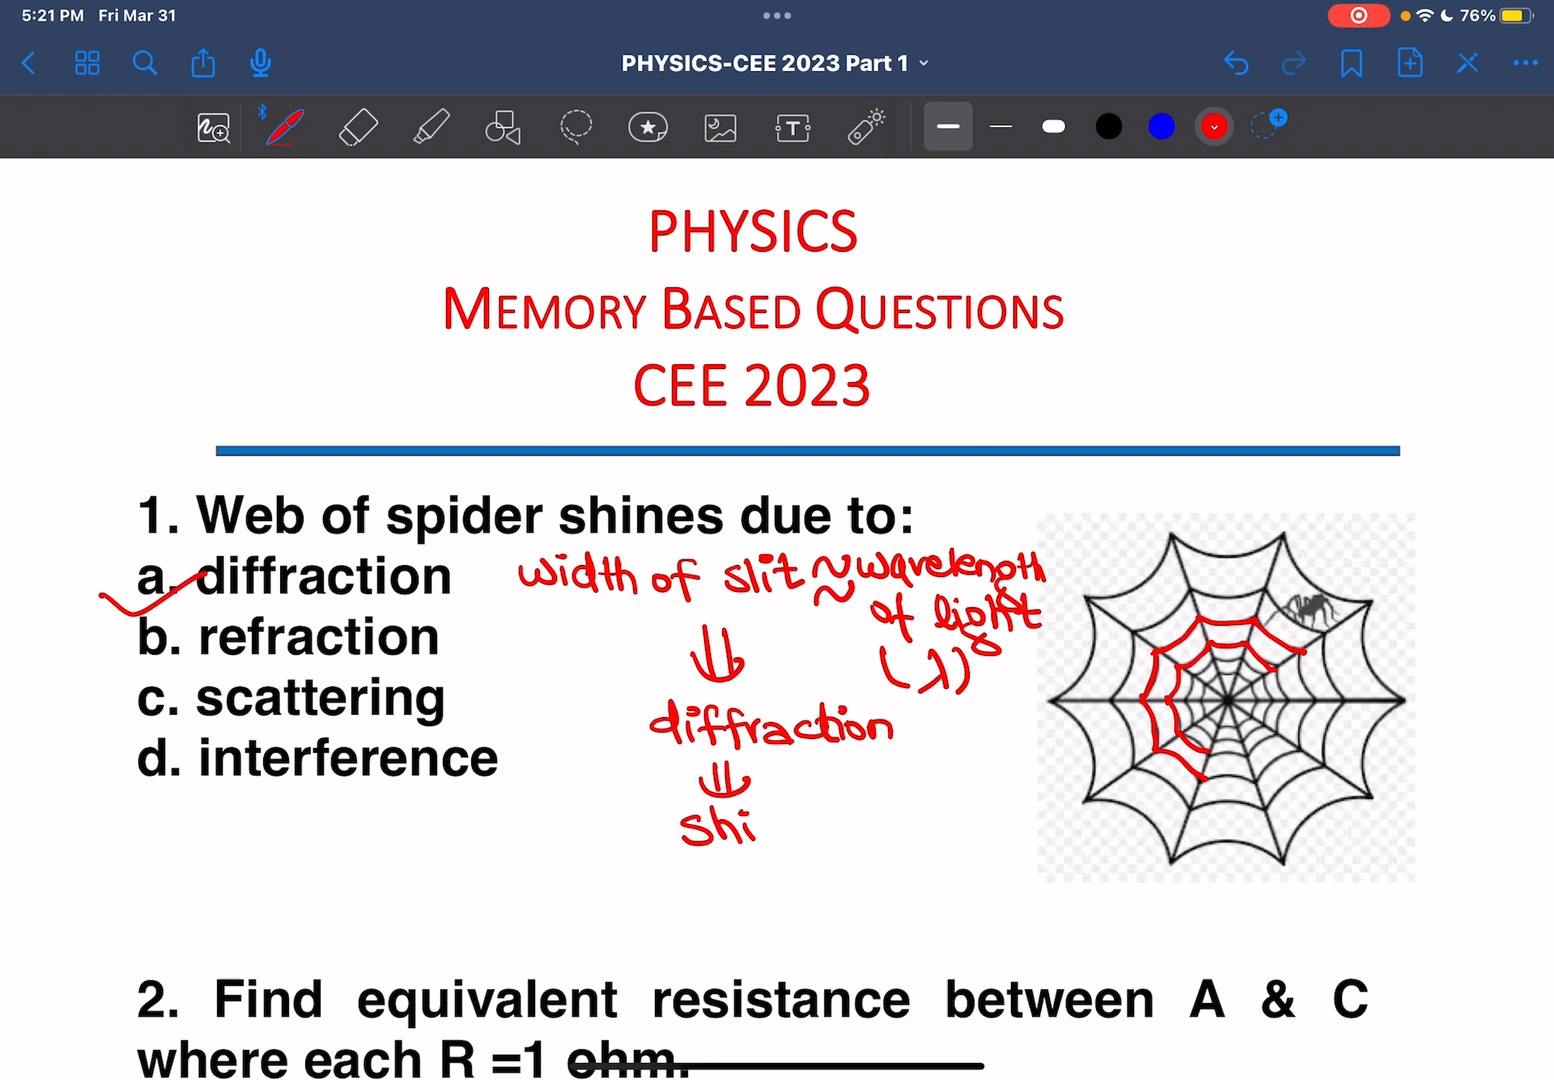 5:21 PM Fri Mar 31
76%
PHYSICS-CEE 2023 Part 1
T
PHYSICS
MEMORY BASED QUESTIONS
CEE 2023
1. Web of spider shines due to:
a. diffraction
width of slit ≈ wavelength
of light
(λ)
b. refraction
c. scattering
diffraction
d. interference
shi
2. Find equivalent resistance between A & C
where each R =1 ohm.